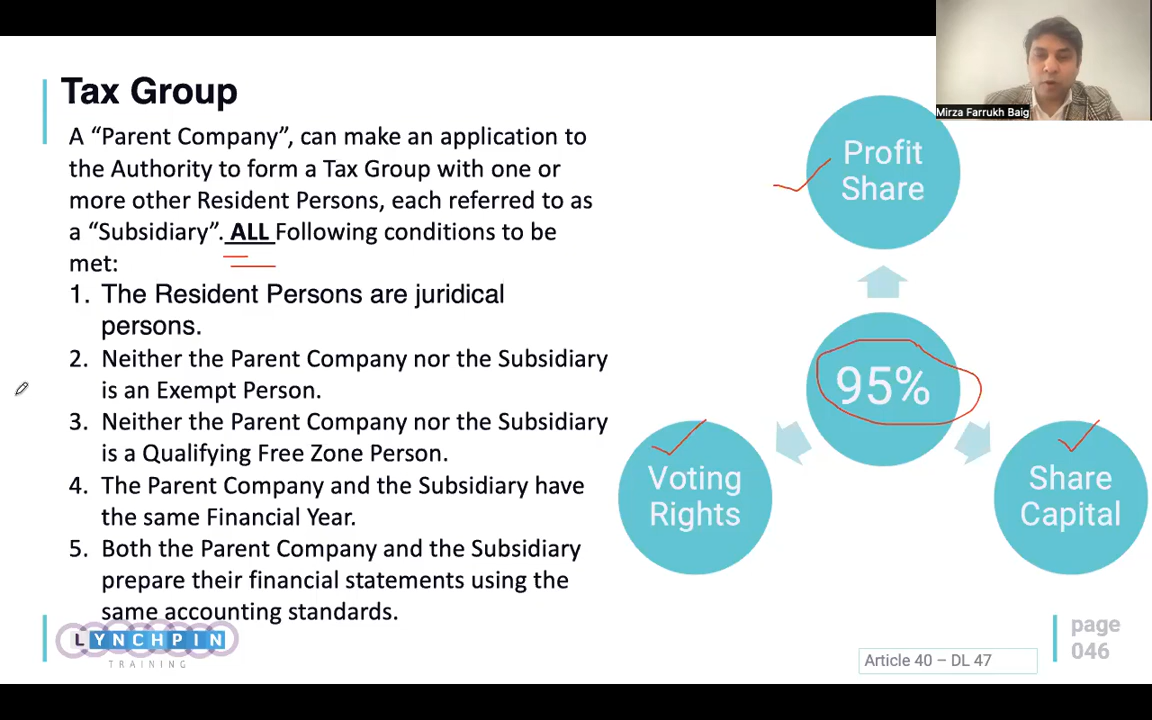 Mirza Farrukh Baig
Tax Group
A “Parent Company”, can make an application to
the Authority to form a Tax Group with one or
more other Resident Persons, each referred to as
a “Subsidiary”. ALL Following conditions to be
met:
1. The Resident Persons are juridical
persons.
2. Neither the Parent Company nor the Subsidiary
is an Exempt Person.
3. Neither the Parent Company nor the Subsidiary
is a Qualifying Free Zone Person.
4. The Parent Company and the Subsidiary have
the same Financial Year.
5. Both the Parent Company and the Subsidiary
prepare their financial statements using the
same accounting standards.
Profit
Share
95%
Voting
Rights
Share
Capital
LYNCHPIN
TRAINING
Article 40 – DL 47
page
046